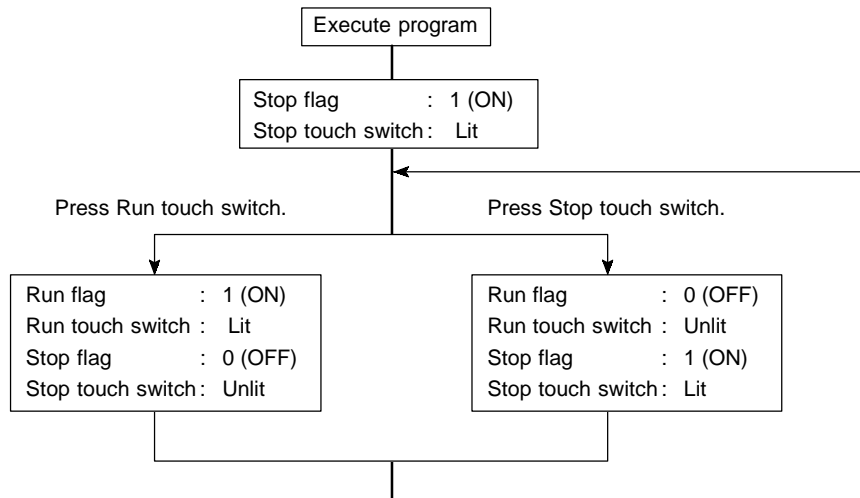 Execute program
Stop flag : 1 (ON)
Stop touch switch : Lit
Press Run touch switch.
Press Stop touch switch.
Run flag : 1 (ON)
Run touch switch : Lit
Stop flag : 0 (OFF)
Stop touch switch : Unlit
Run flag : 0 (OFF)
Run touch switch : Unlit
Stop flag : 1 (ON)
Stop touch switch : Lit